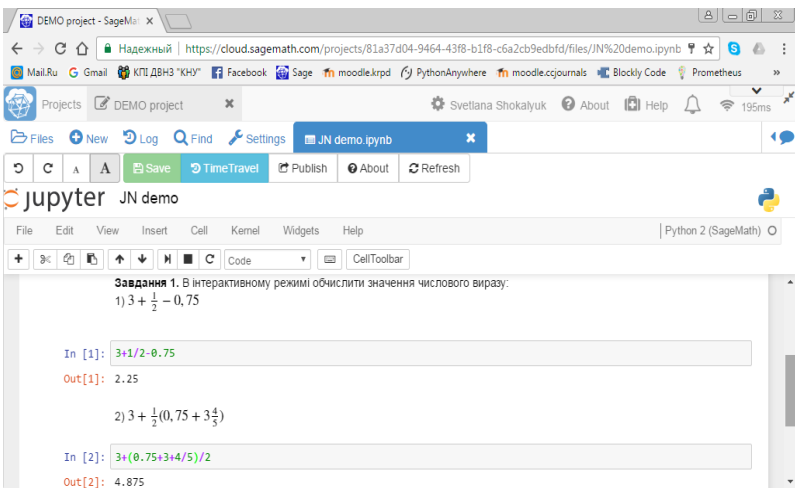 DEMO project - SageMat
Надежный | https://cloud.sagemath.com/projects/81a37d04-9464-43f8-b1f8-c6a2cb9edbfd/files/JN%20demo.ipynb
Mail.Ru Gmail КПІ ДВНЗ "КНУ" Facebook Sage moodle.krpd PythonAnywhere moodle.ccjournals Blockly Code Prometheus »
Projects DEMO project Svetlana Shokalyuk About Help 195ms
Files New Log Find Settings JN demo.ipynb
A A Save TimeTravel Publish About Refresh
jupyter JN demo
File Edit View Insert Cell Kernel Widgets Help Python 2 (SageMath)
Code CellToolbar
Завдання 1. В інтерактивному режимі обчислити значення числового виразу:
1) 3 + 1/2 − 0,75
In [1]: 3+1/2-0.75
Out[1]: 2.25
2) 3 + 1/2(0,75 + 3 4/5)
In [2]: 3+(0.75+3+4/5)/2
Out[2]: 4.875